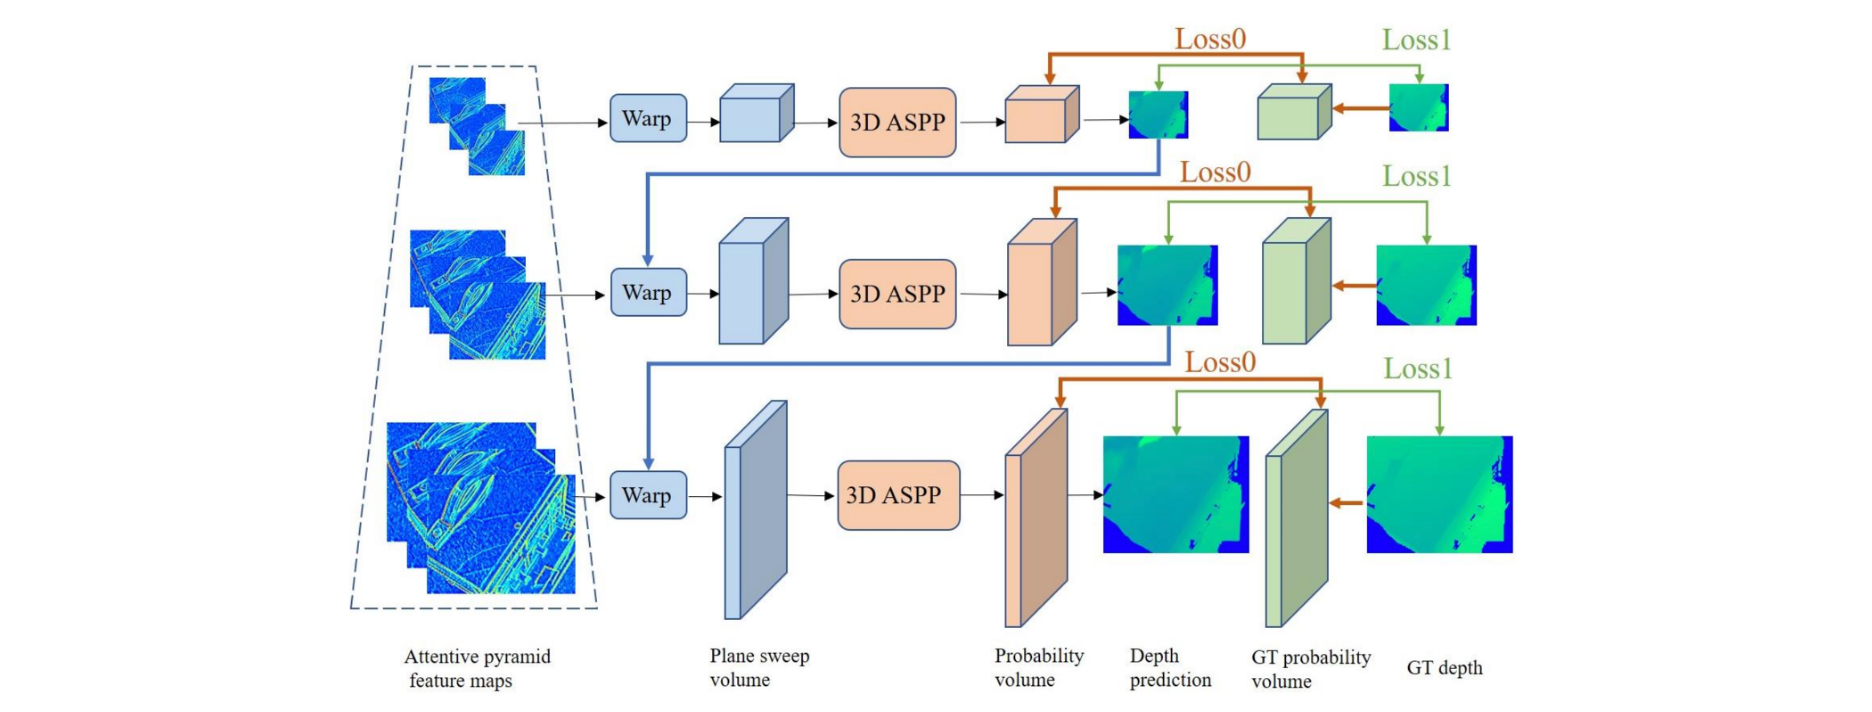 Loss0
Loss1
Warp
3D ASPP
Loss0
Loss1
Warp
3D ASPP
Loss0
Loss1
Warp
3D ASPP
Attentive pyramid
feature maps
Plane sweep
volume
Probability
volume
Depth
prediction
GT probability
volume
GT depth